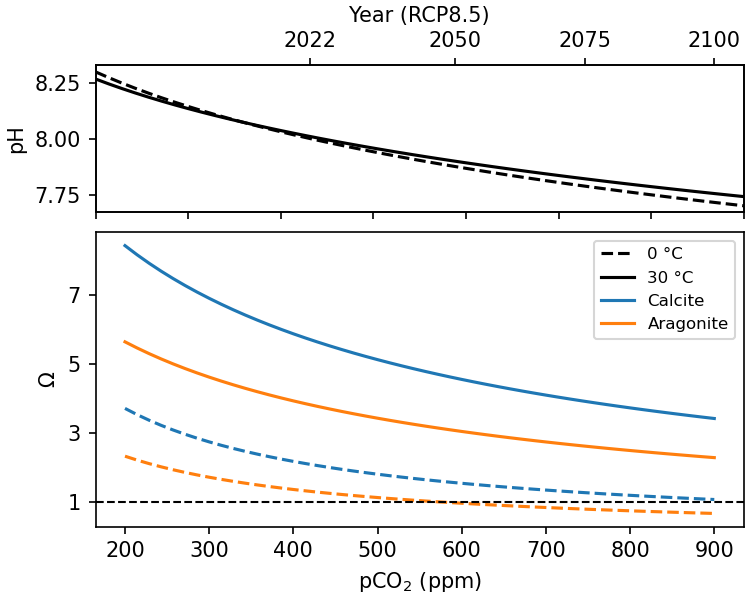 Year (RCP8.5)
2022 2050 2075 2100
8.25
8.00
7.75
pH
0 °C
30 °C
Calcite
Aragonite
7
5
3
1
Ω
200 300 400 500 600 700 800 900
pCO₂ (ppm)